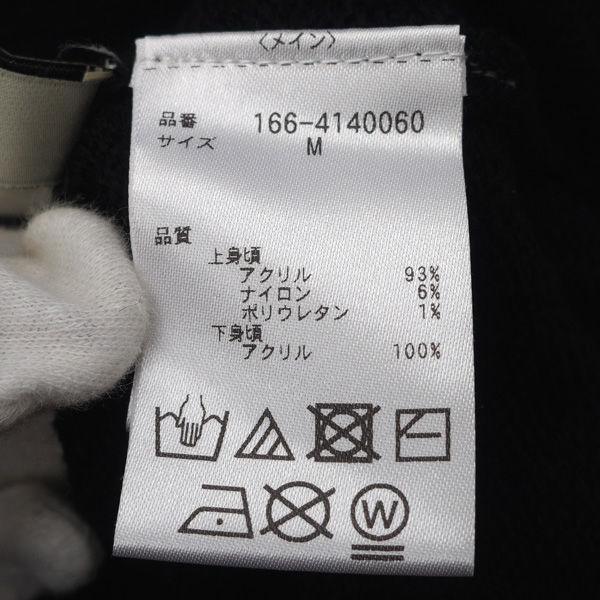 〈メイン〉
品番 166-4140060
サイズ M
品質
上身頃
アクリル 93%
ナイロン 6%
ポリウレタン 1%
下身頃
アクリル 100%
W